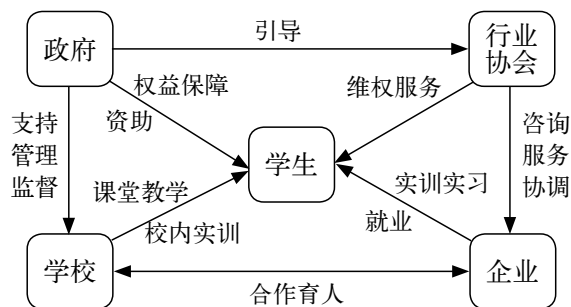 引导
政府
行业
协会
权益保障
维权服务
资助
支持
管理
监督
咨询
服务
协调
学生
课堂教学
实训实习
校内实训
就业
学校
企业
合作育人